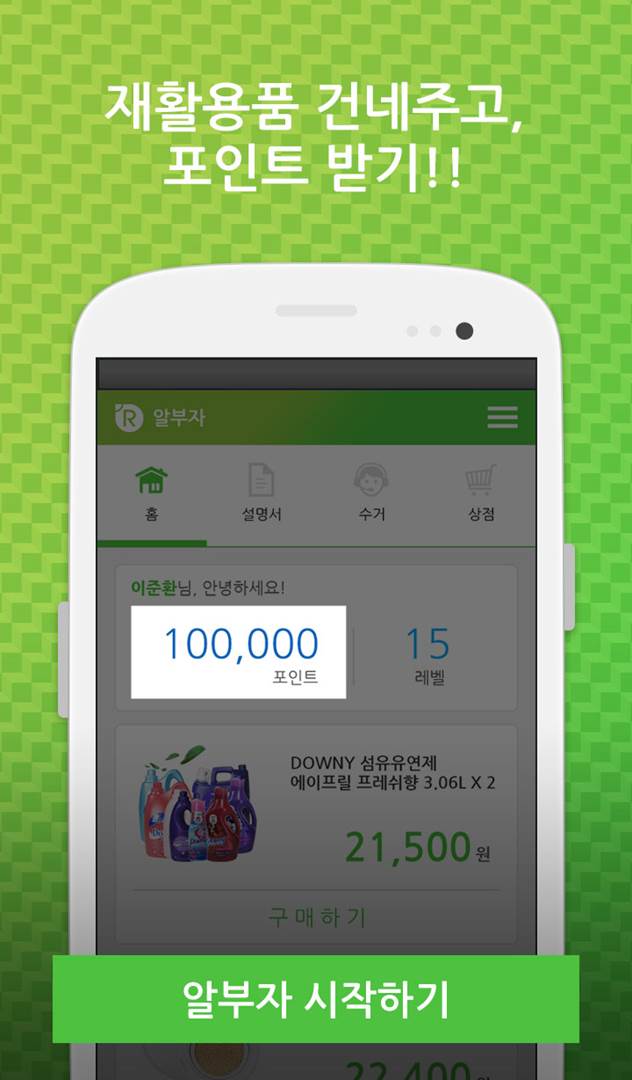 재활용품 건네주고,
포인트 받기!!
R 알부자
홈 설명서 수거 상점
이준환님, 안녕하세요!
100,000 15
포인트 레벨
DOWNY 섬유유연제
에이프릴 프레쉬향 3.06L X 2
21,500 원
구매하기
알부자 시작하기
22,400